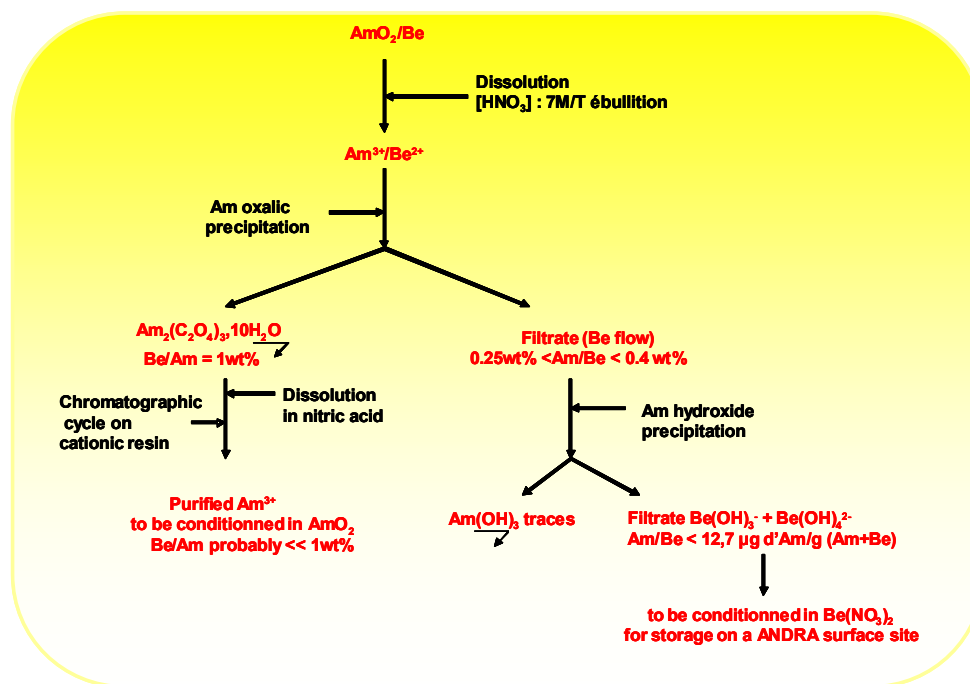 AmO₂/Be
Dissolution
[HNO₃] : 7M/T ébullition
Am³⁺/Be²⁺
Am oxalic
precipitation
Am₂(C₂O₄)₃,10H₂O
Be/Am = 1wt%
Filtrate (Be flow)
0.25wt% <Am/Be < 0.4 wt%
Chromatographic
cycle on
cationic resin
Dissolution
in nitric acid
Am hydroxide
precipitation
Purified Am³⁺
to be conditionned in AmO₂
Be/Am probably << 1wt%
Am(OH)₃ traces
Filtrate Be(OH)₃⁻ + Be(OH)₄²⁻
Am/Be < 12,7 µg d'Am/g (Am+Be)
to be conditionned in Be(NO₃)₂
for storage on a ANDRA surface site